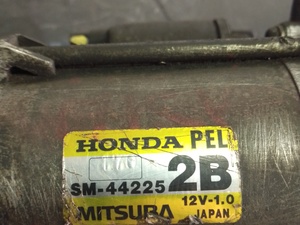 HONDA PEL
SM-44225 2B
12V-1.0
MITSUBA JAPAN